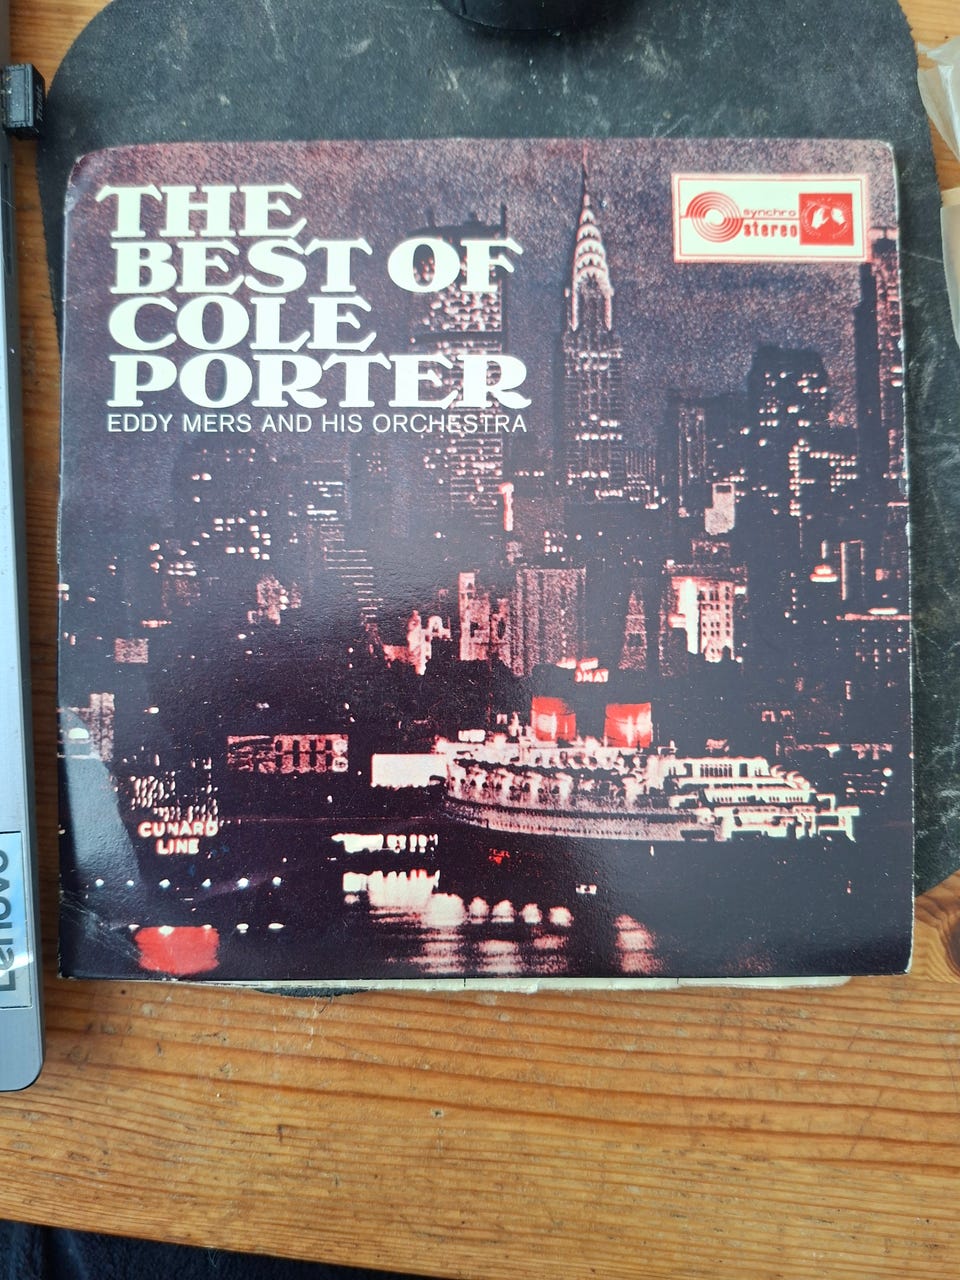 THE
BEST OF
COLE
PORTER
EDDY MERS AND HIS ORCHESTRA
synchro
stereo
CUNARD
LINE
Lenovo